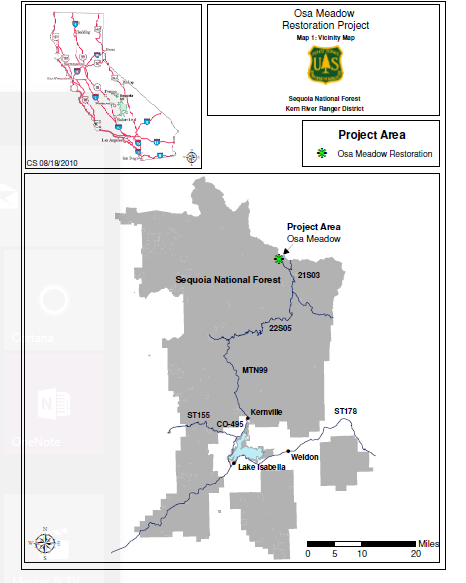 Osa Meadow
Restoration Project
Map 1: Vicinity Map
US
Sequoia National Forest
Kern River Ranger District
CS 08/18/2010
Project Area
Osa Meadow Restoration
Project Area
Osa Meadow
Sequoia National Forest
21S03
22S05
MTN99
Kernville
ST155
CO-495
ST178
Weldon
Lake Isabella
N
W
E
S
Miles
0 5 10 20
OneNote